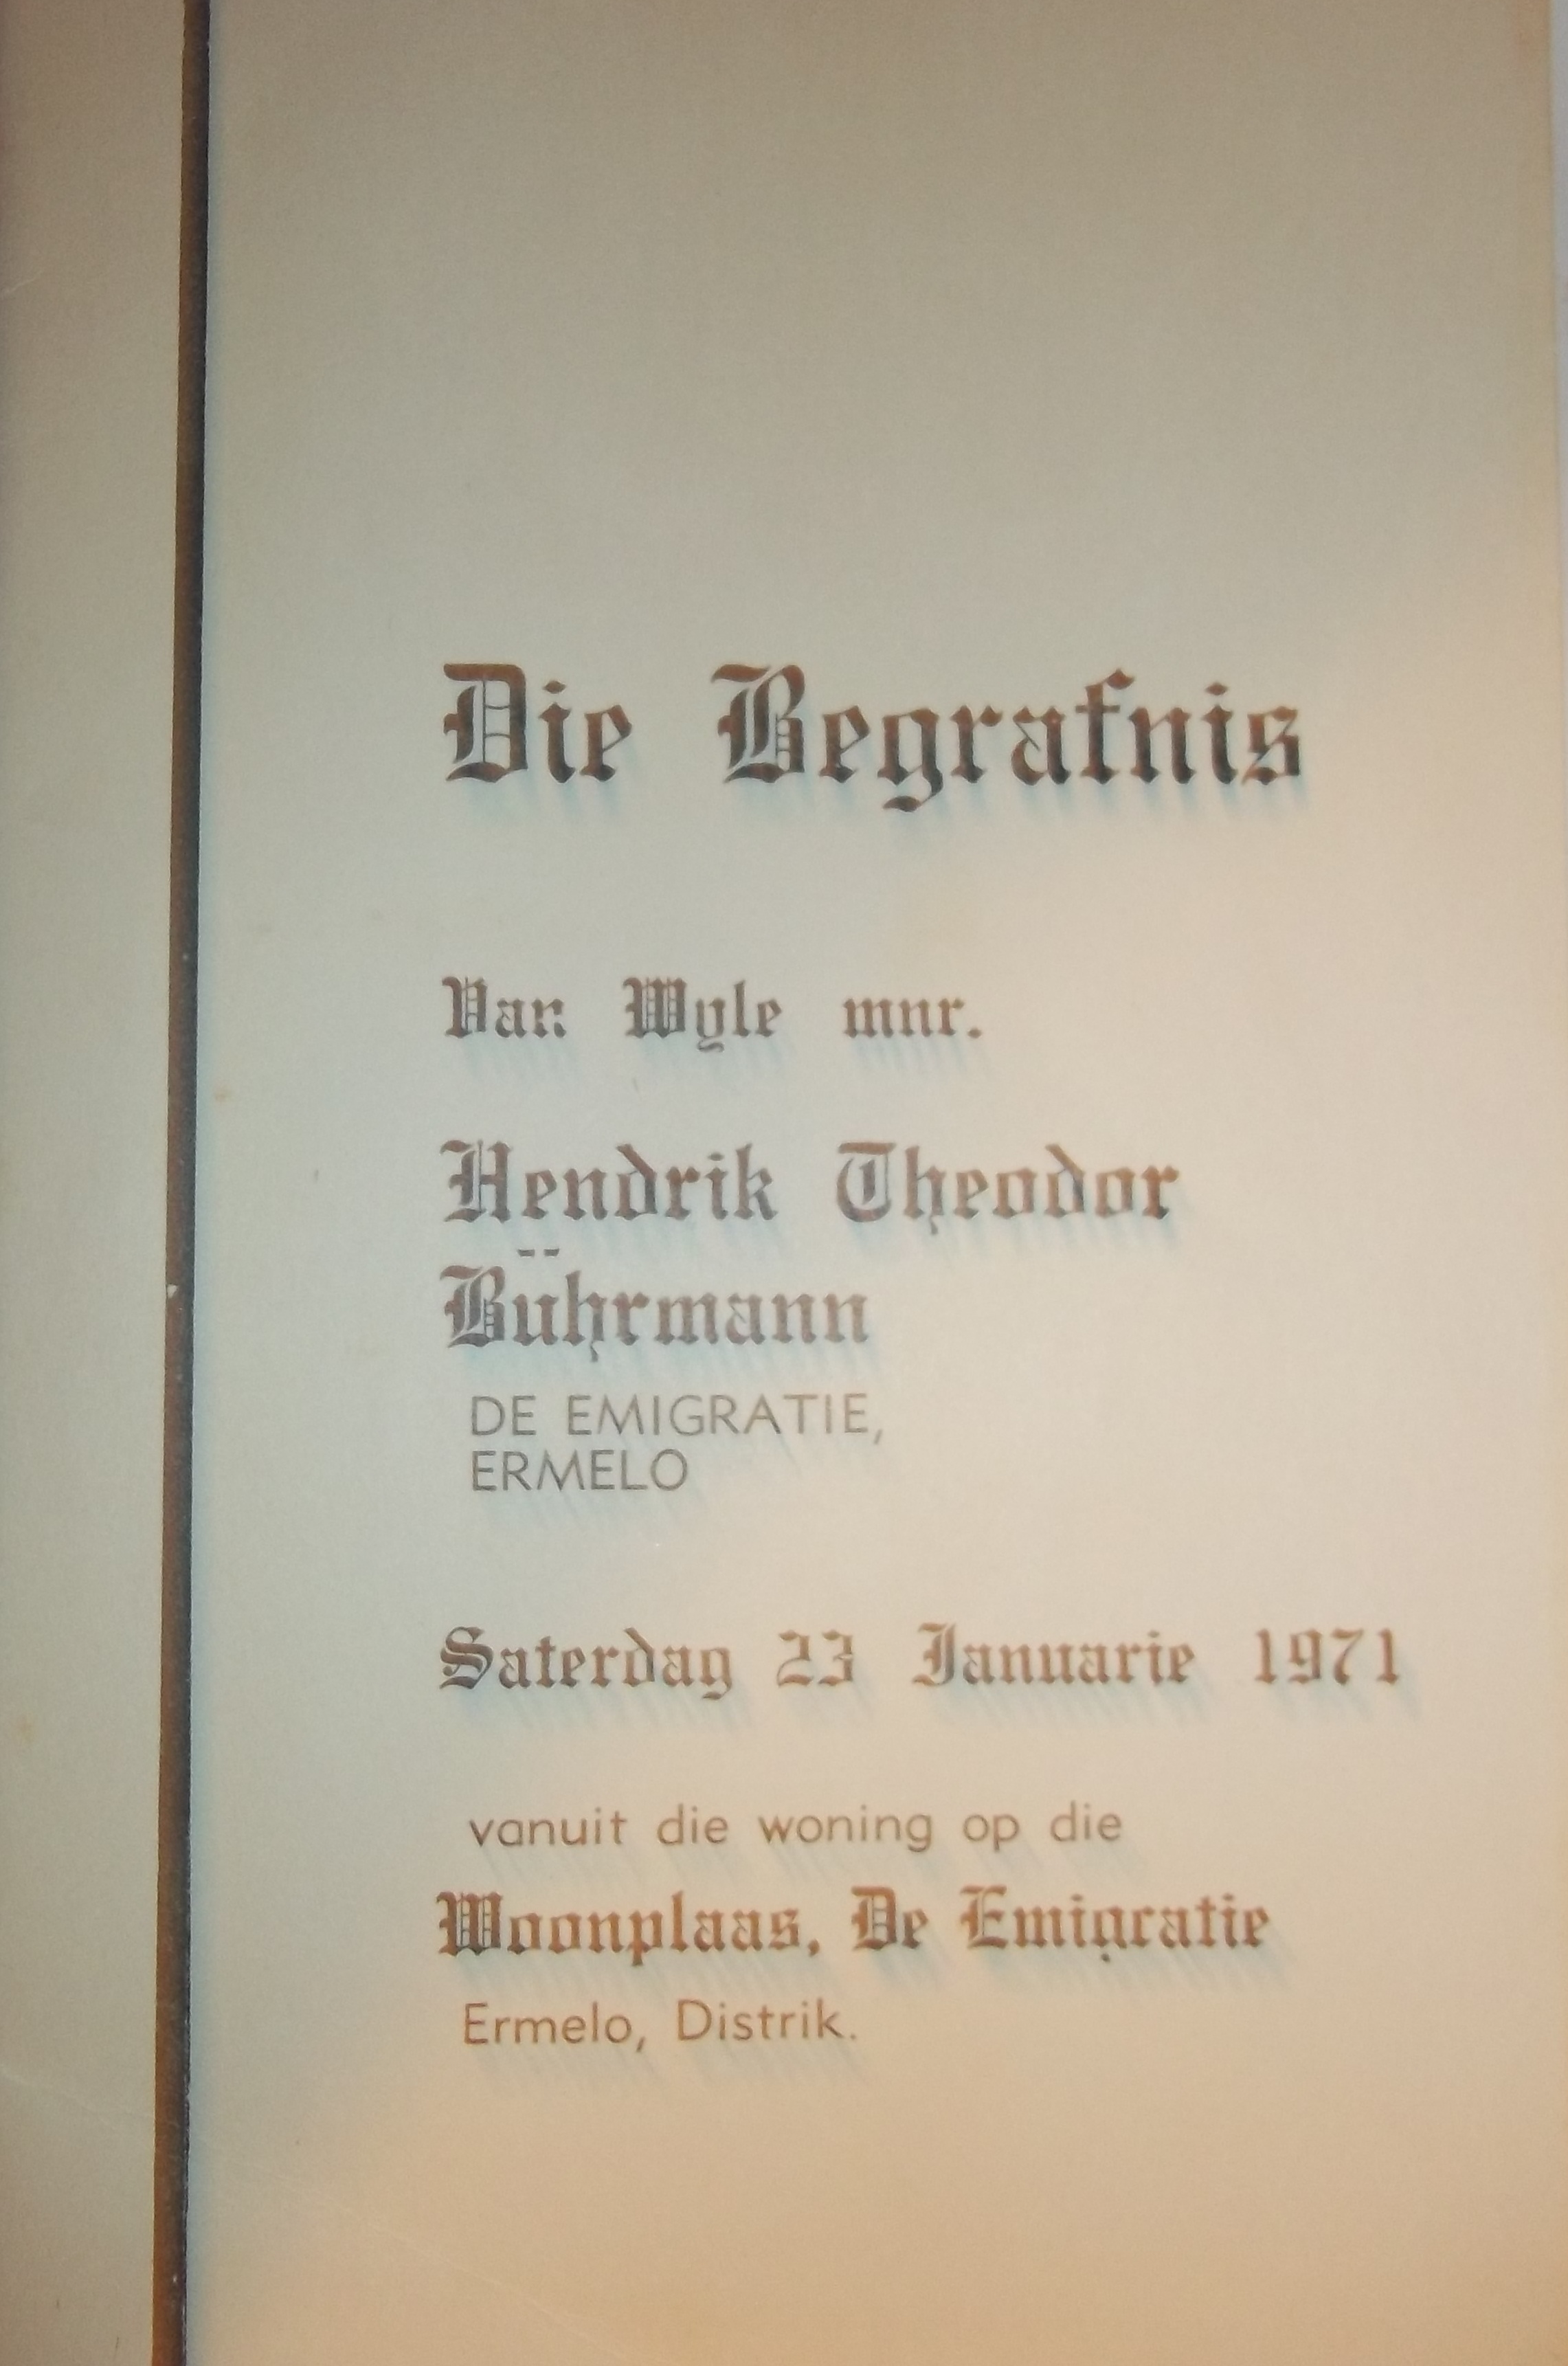 Die Begrafnis
Van Wyle mnr.
Hendrik Theodor
Bührmann
DE EMIGRATIE,
ERMELO
Saterdag 23 Januarie 1971
vanuit die woning op die
Woonplaas, De Emigratie
Ermelo, Distrik.